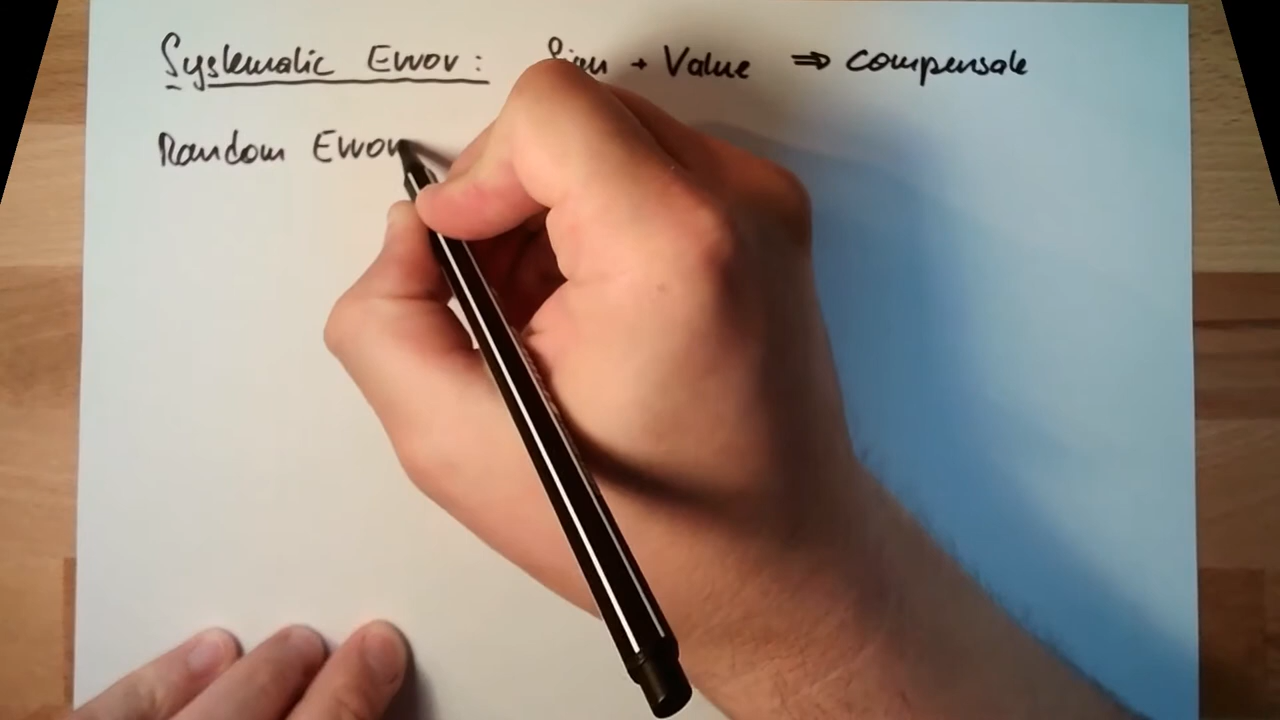 Systematic Error: Sign + Value ⇒ compensate
Random Error